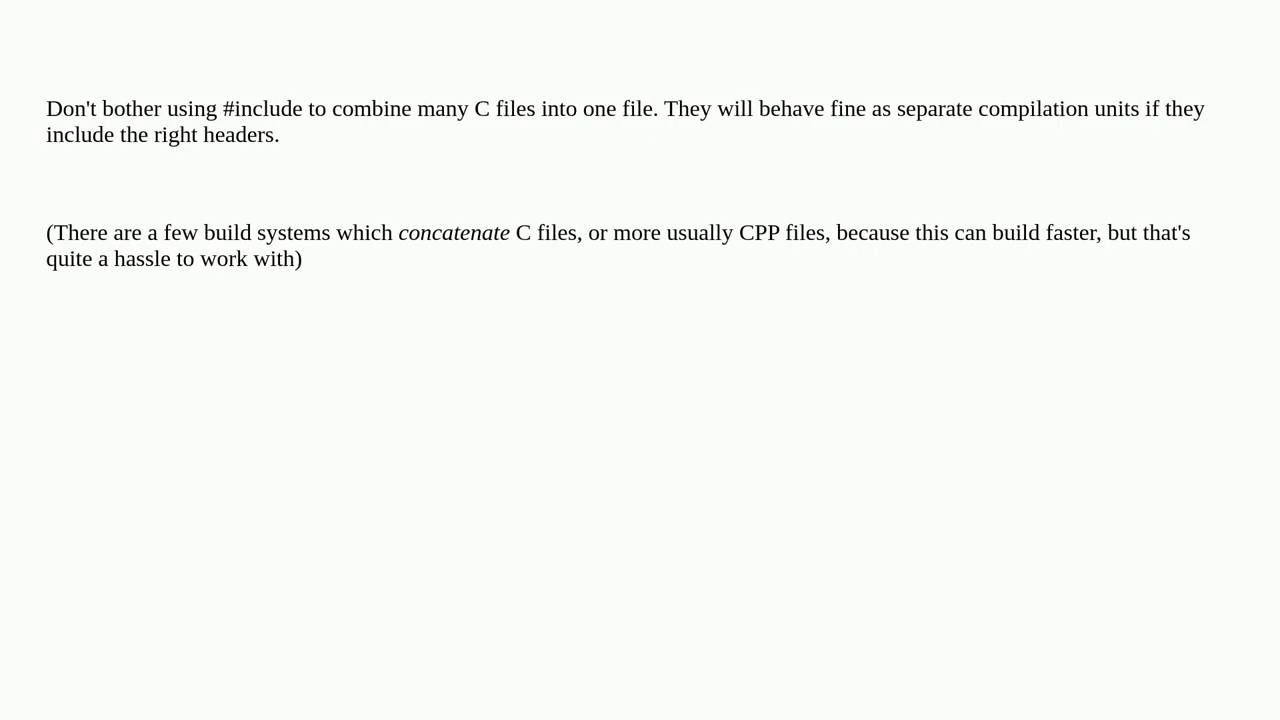 Don't bother using #include to combine many C files into one file. They will behave fine as separate compilation units if they
include the right headers.
(There are a few build systems which concatenate C files, or more usually CPP files, because this can build faster, but that's
quite a hassle to work with)